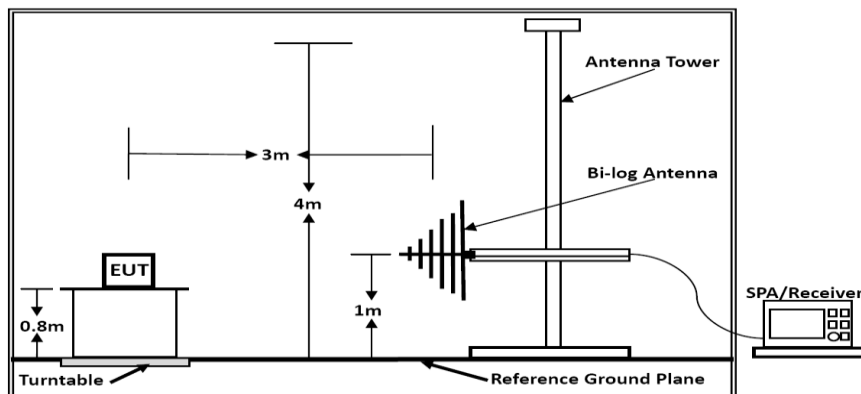 Antenna Tower
3m
Bi-log Antenna
4m
EUT
SPA/Receiver
1m
0.8m
Turntable
Reference Ground Plane